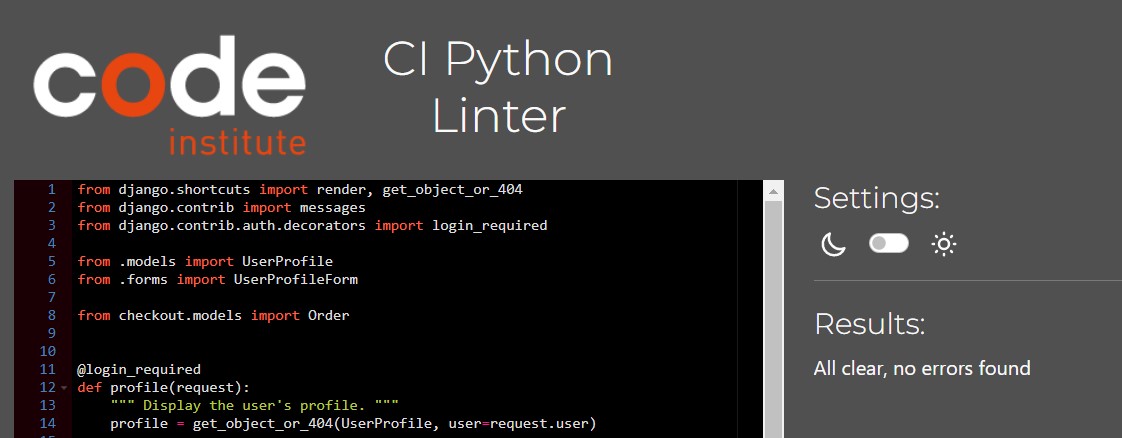 code
institute
CI Python
Linter
1 from django.shortcuts import render, get_object_or_404
2 from django.contrib import messages
3 from django.contrib.auth.decorators import login_required
4
5 from .models import UserProfile
6 from .forms import UserProfileForm
7
8 from checkout.models import Order
9
10
11 @login_required
12 def profile(request):
13     """ Display the user's profile. """
14     profile = get_object_or_404(UserProfile, user=request.user)
Settings:
Results:
All clear, no errors found